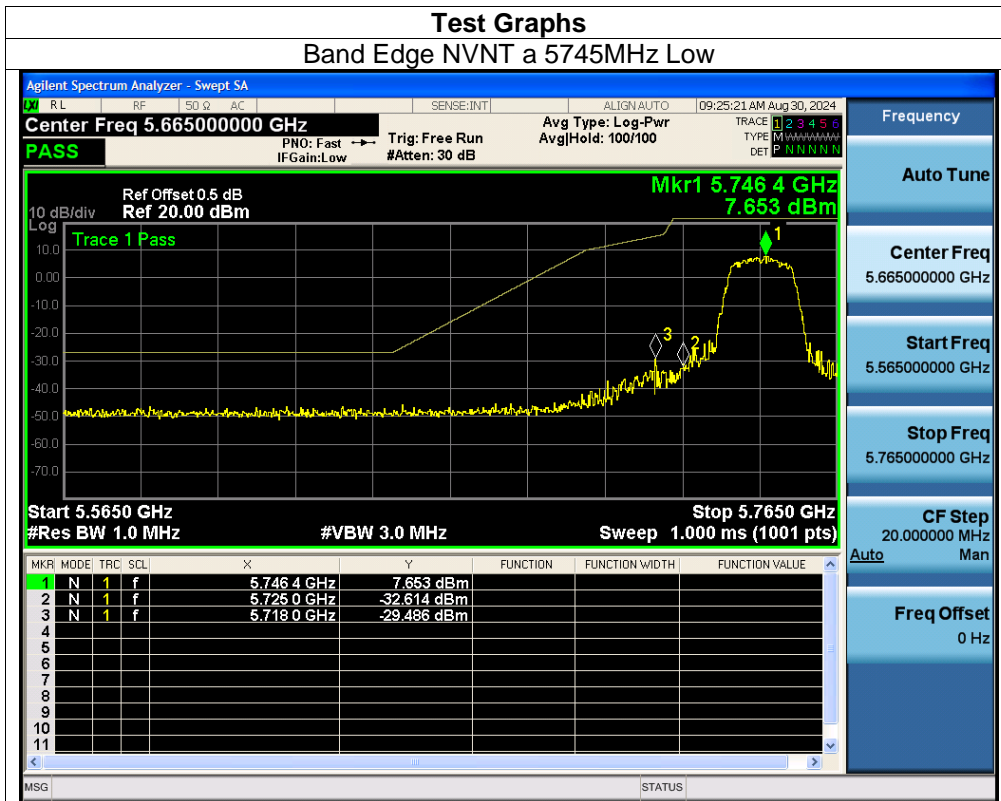 Test Graphs
Band Edge NVNT a 5745MHz Low
Agilent Spectrum Analyzer - Swept SA
LXI RL RF 50 Ω AC SENSE:INT ALIGN AUTO 09:25:21 AM Aug 30, 2024
Center Freq 5.665000000 GHz
PASS
PNO: Fast
IFGain:Low
Trig: Free Run
#Atten: 30 dB
Avg Type: Log-Pwr
Avg|Hold: 100/100
TRACE 1 2 3 4 5 6
TYPE M
DET P N N N N N
Ref Offset 0.5 dB
10 dB/div Ref 20.00 dBm
Log
Mkr1 5.746 4 GHz
7.653 dBm
Trace 1 Pass
10.0
0.00
-10.0
-20.0
-30.0
-40.0
-50.0
-60.0
-70.0
1
3
2
Start 5.5650 GHz Stop 5.7650 GHz
#Res BW 1.0 MHz #VBW 3.0 MHz Sweep 1.000 ms (1001 pts)
MKR MODE TRC SCL X Y FUNCTION FUNCTION WIDTH FUNCTION VALUE
1 N 1 f 5.746 4 GHz 7.653 dBm
2 N 1 f 5.725 0 GHz -32.614 dBm
3 N 1 f 5.718 0 GHz -29.486 dBm
4
5
6
7
8
9
10
11
MSG STATUS
Frequency
Auto Tune
Center Freq
5.665000000 GHz
Start Freq
5.565000000 GHz
Stop Freq
5.765000000 GHz
CF Step
20.000000 MHz
Auto Man
Freq Offset
0 Hz